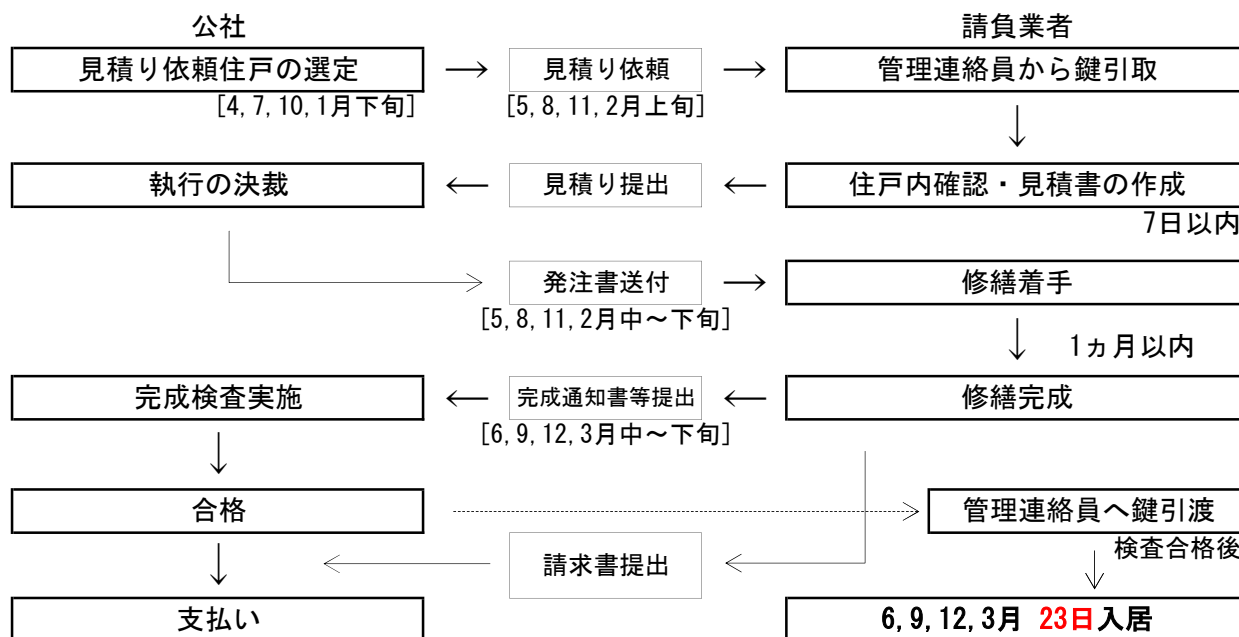 公社 請負業者
見積り依頼住戸の選定 → 見積り依頼 → 管理連絡員から鍵引取
[4,7,10,1月下旬] [5,8,11,2月上旬]
執行の決裁 ← 見積り提出 ← 住戸内確認・見積書の作成
7日以内
発注書送付 → 修繕着手
[5,8,11,2月中～下旬]
1ヵ月以内
完成検査実施 ← 完成通知書等提出 ← 修繕完成
[6,9,12,3月中～下旬]
合格 管理連絡員へ鍵引渡
検査合格後
請求書提出
支払い 6,9,12,3月 23日入居